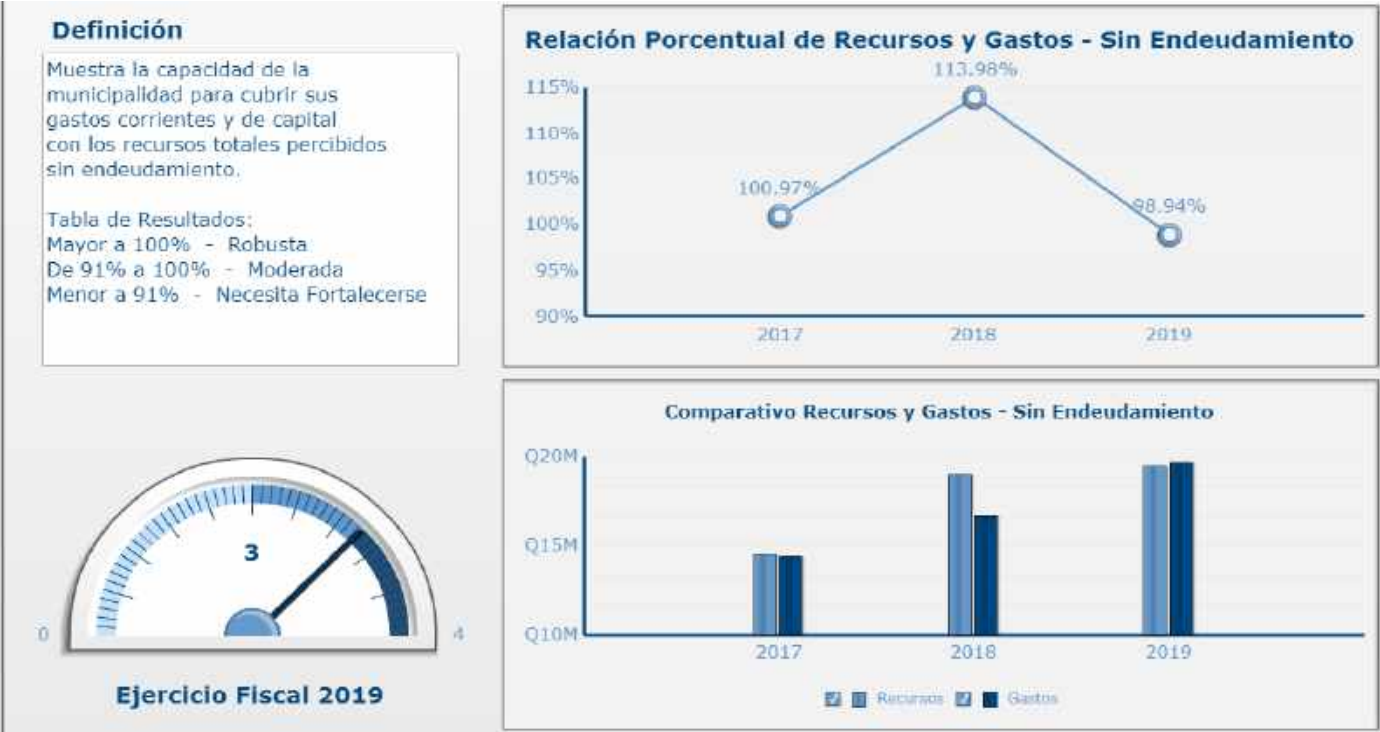 Definición
Muestra la capacidad de la
municipalidad para cubrir sus
gastos corrientes y de capital
con los recursos totales percibidos
sin endeudamiento.
Tabla de Resultados:
Mayor a 100% - Robusta
De 91% a 100% - Moderada
Menor a 91% - Necesita Fortalecerse
Relación Porcentual de Recursos y Gastos - Sin Endeudamiento
113.98%
115%
110%
105%
100.97%
98.94%
100%
95%
90%
2017 2018 2019
3
0 4
Ejercicio Fiscal 2019
Comparativo Recursos y Gastos - Sin Endeudamiento
Q20M
Q15M
Q10M
2017 2018 2019
Recursos Gastos